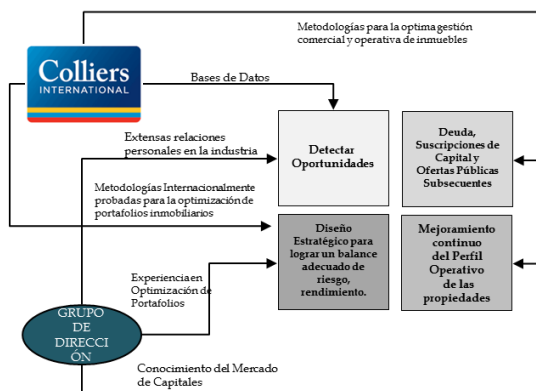 Metodologías para la optima gestión
comercial y operativa de inmuebles
Colliers
INTERNATIONAL
Bases de Datos
Extensas relaciones
personales en la industria
Detectar
Oportunidades
Deuda,
Suscripciones de
Capital y
Ofertas Públicas
Subsecuentes
Metodologías Internacionalmente
probadas para la optimización de
portafolios inmobiliarios
Diseño
Estratégico para
lograr un balance
adecuado de
riesgo,
rendimiento.
Mejoramiento
continuo
del Perfil
Operativo
de las
propiedades
Experiencia en
Optimización de
Portafolios
GRUPO
DE
DIRECCI
ÓN
Conocimiento del Mercado
de Capitales